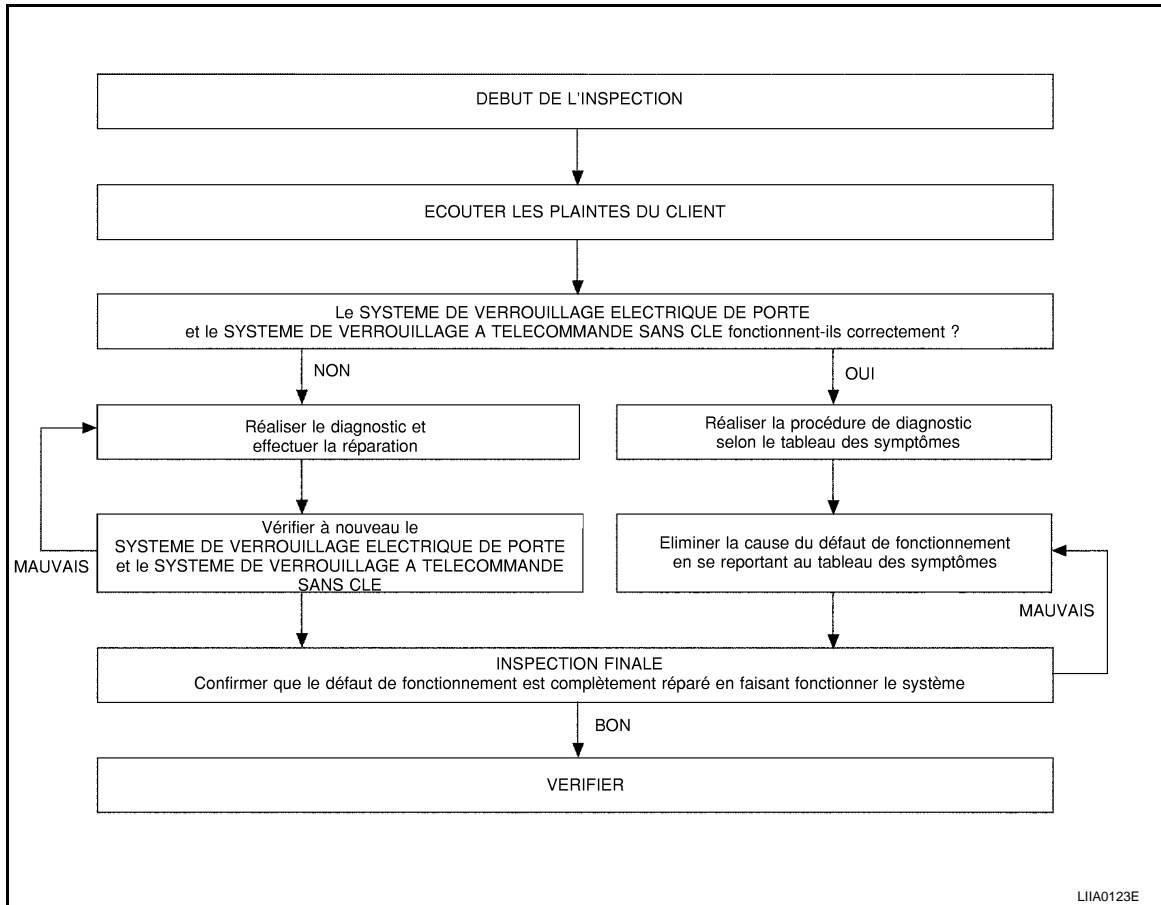 DEBUT DE L'INSPECTION
ECOUTER LES PLAINTES DU CLIENT
Le SYSTEME DE VERROUILLAGE ELECTRIQUE DE PORTE
et le SYSTEME DE VERROUILLAGE A TELECOMMANDE SANS CLE fonctionnent-ils correctement ?
NON
OUI
Réaliser le diagnostic et
effectuer la réparation
Réaliser la procédure de diagnostic
selon le tableau des symptômes
Vérifier à nouveau le
SYSTEME DE VERROUILLAGE ELECTRIQUE DE PORTE
et le SYSTEME DE VERROUILLAGE A TELECOMMANDE
SANS CLE
MAUVAIS
Eliminer la cause du défaut de fonctionnement
en se reportant au tableau des symptômes
MAUVAIS
INSPECTION FINALE
Confirmer que le défaut de fonctionnement est complètement réparé en faisant fonctionner le système
BON
VERIFIER
LIIA0123E